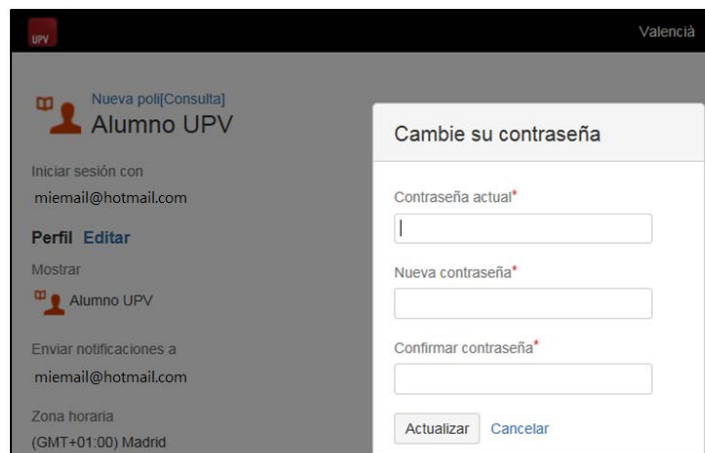 UPV
Valencià
Nueva poli[Consulta]
Alumno UPV
Iniciar sesión con
miemail@hotmail.com
Perfil Editar
Mostrar
Alumno UPV
Enviar notificaciones a
miemail@hotmail.com
Zona horaria
(GMT+01:00) Madrid
Cambie su contraseña
Contraseña actual*
Nueva contraseña*
Confirmar contraseña*
Actualizar Cancelar